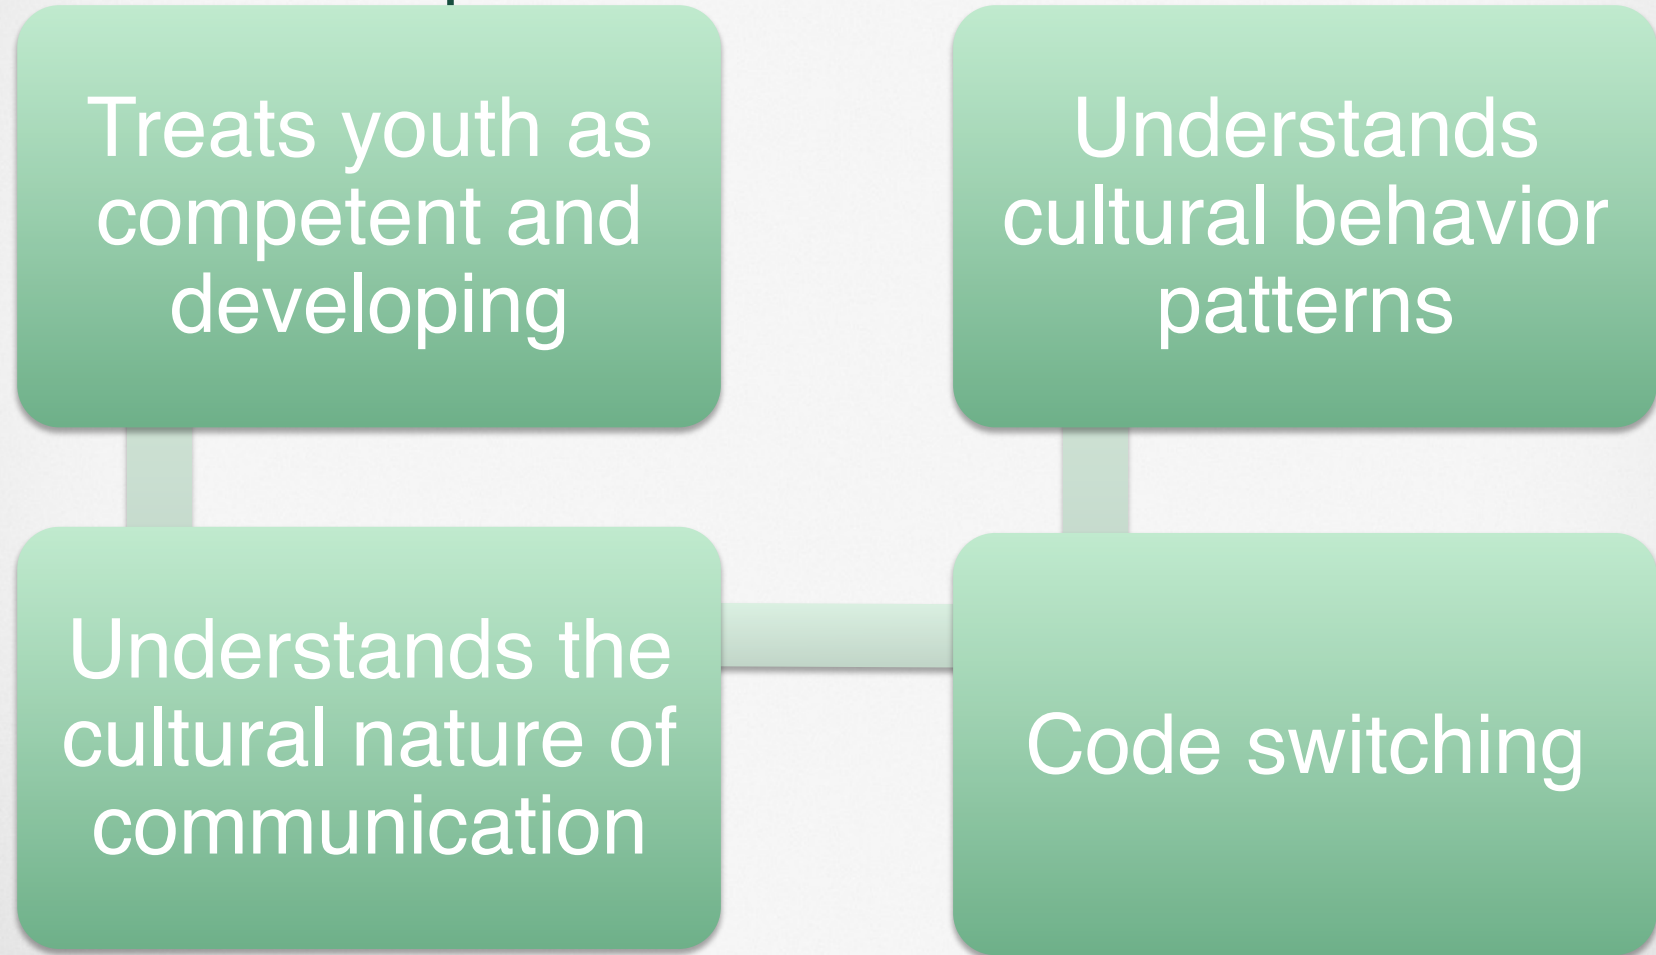 Treats youth as
competent and
developing
Understands the
cultural nature of
communication
Code switching
Understands
cultural behavior
patterns